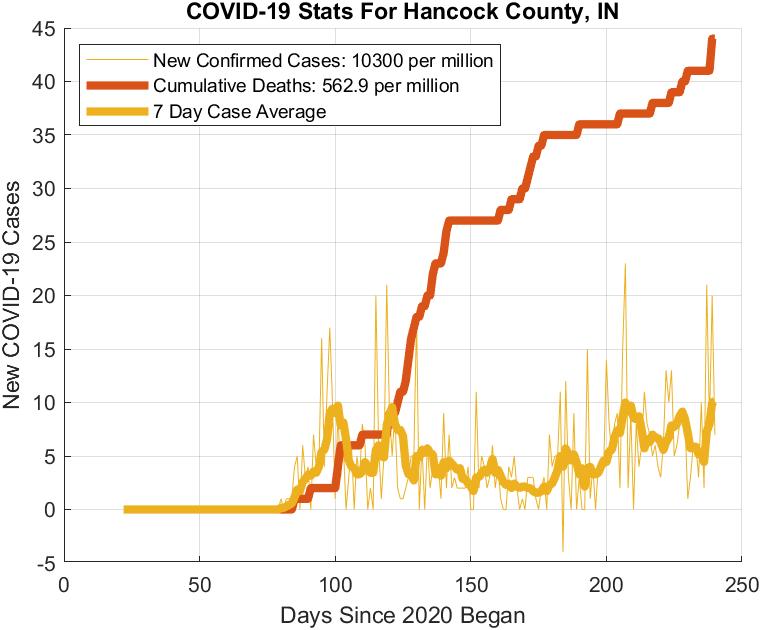 COVID-19 Stats For Hancock County, IN
New Confirmed Cases: 10300 per million
Cumulative Deaths: 562.9 per million
7 Day Case Average
45
40
35
30
25
20
15
10
5
0
-5
New COVID-19 Cases
0 50 100 150 200 250
Days Since 2020 Began